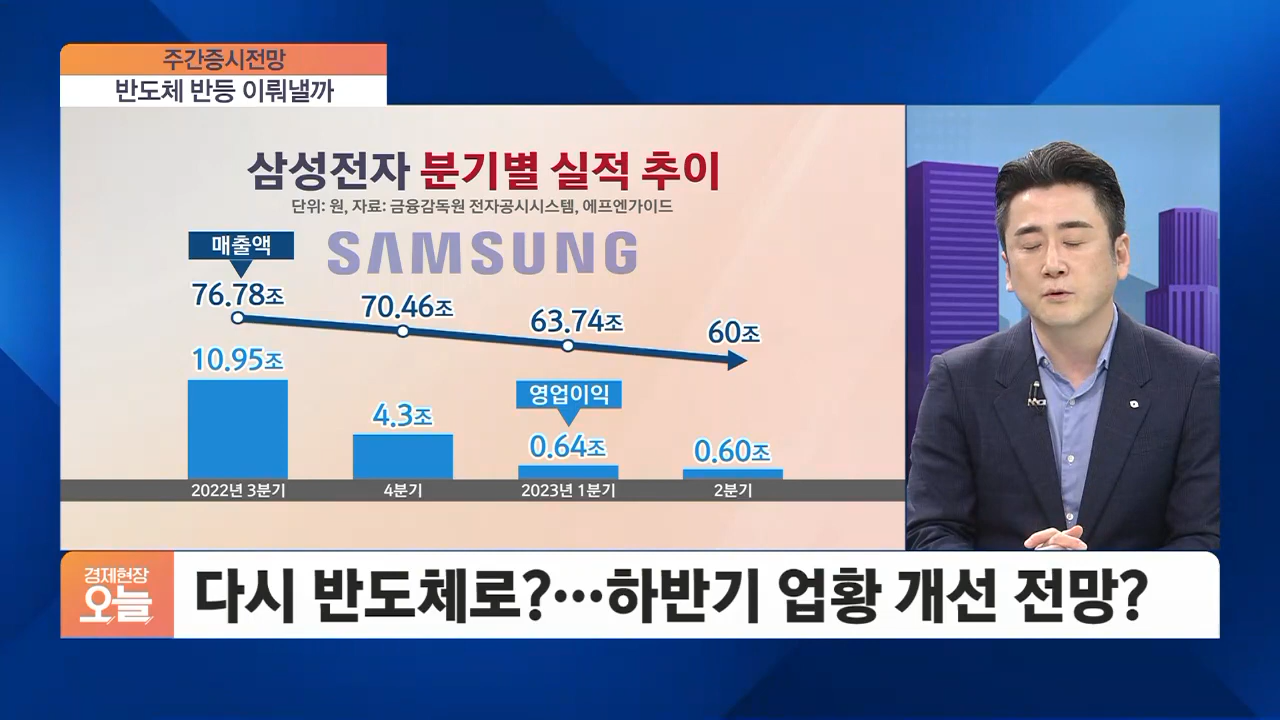 주간증시전망
반도체 반등 이뤄낼까
삼성전자 분기별 실적 추이
단위: 원, 자료: 금융감독원 전자공시시스템, 에프엔가이드
SAMSUNG
매출액
76.78조
70.46조
63.74조
60조
10.95조
4.3조
영업이익
0.64조
0.60조
2022년 3분기
4분기
2023년 1분기
2분기
경제현장
오늘
다시 반도체로?···하반기 업황 개선 전망?